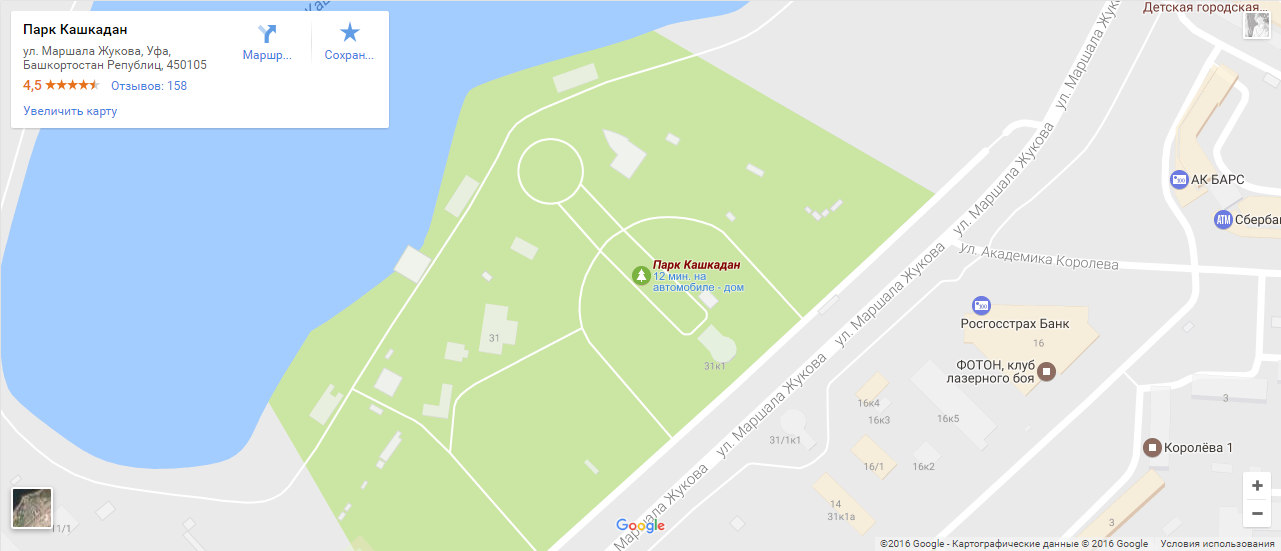 Парк Кашкадан
ул. Маршала Жукова, Уфа,
Башкортостан Републиц, 450105
4,5
Отзывов: 158
Увеличить карту
Маршр...
Сохран...
Детская городская...
ул. Маршала Жукова
АК БАРС
АТМ
Сбербан
ул. Маршала Жукова
ул. Академика Королева
Парк Кашкадан
12 мин. на
автомобиле - дом
ул. Маршала Жукова
Росгосстрах Банк
16
31
31к1
ФОТОН, клуб
лазерного боя
16к4
16к3
16к5
3
31/1к1
ул. Маршала Жукова
Королёва 1
16/1
16к2
14
31к1а
3
11/1
ул. Маршала Жукова
Google
+
−
©2016 Google - Картографические данные © 2016 Google
Условия использования